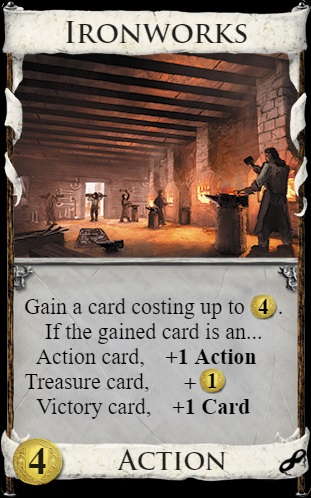 IRONWORKS
Gain a card costing up to 4.
If the gained card is an...
Action card, +1 Action
Treasure card, +1
Victory card, +1 Card
4 ACTION